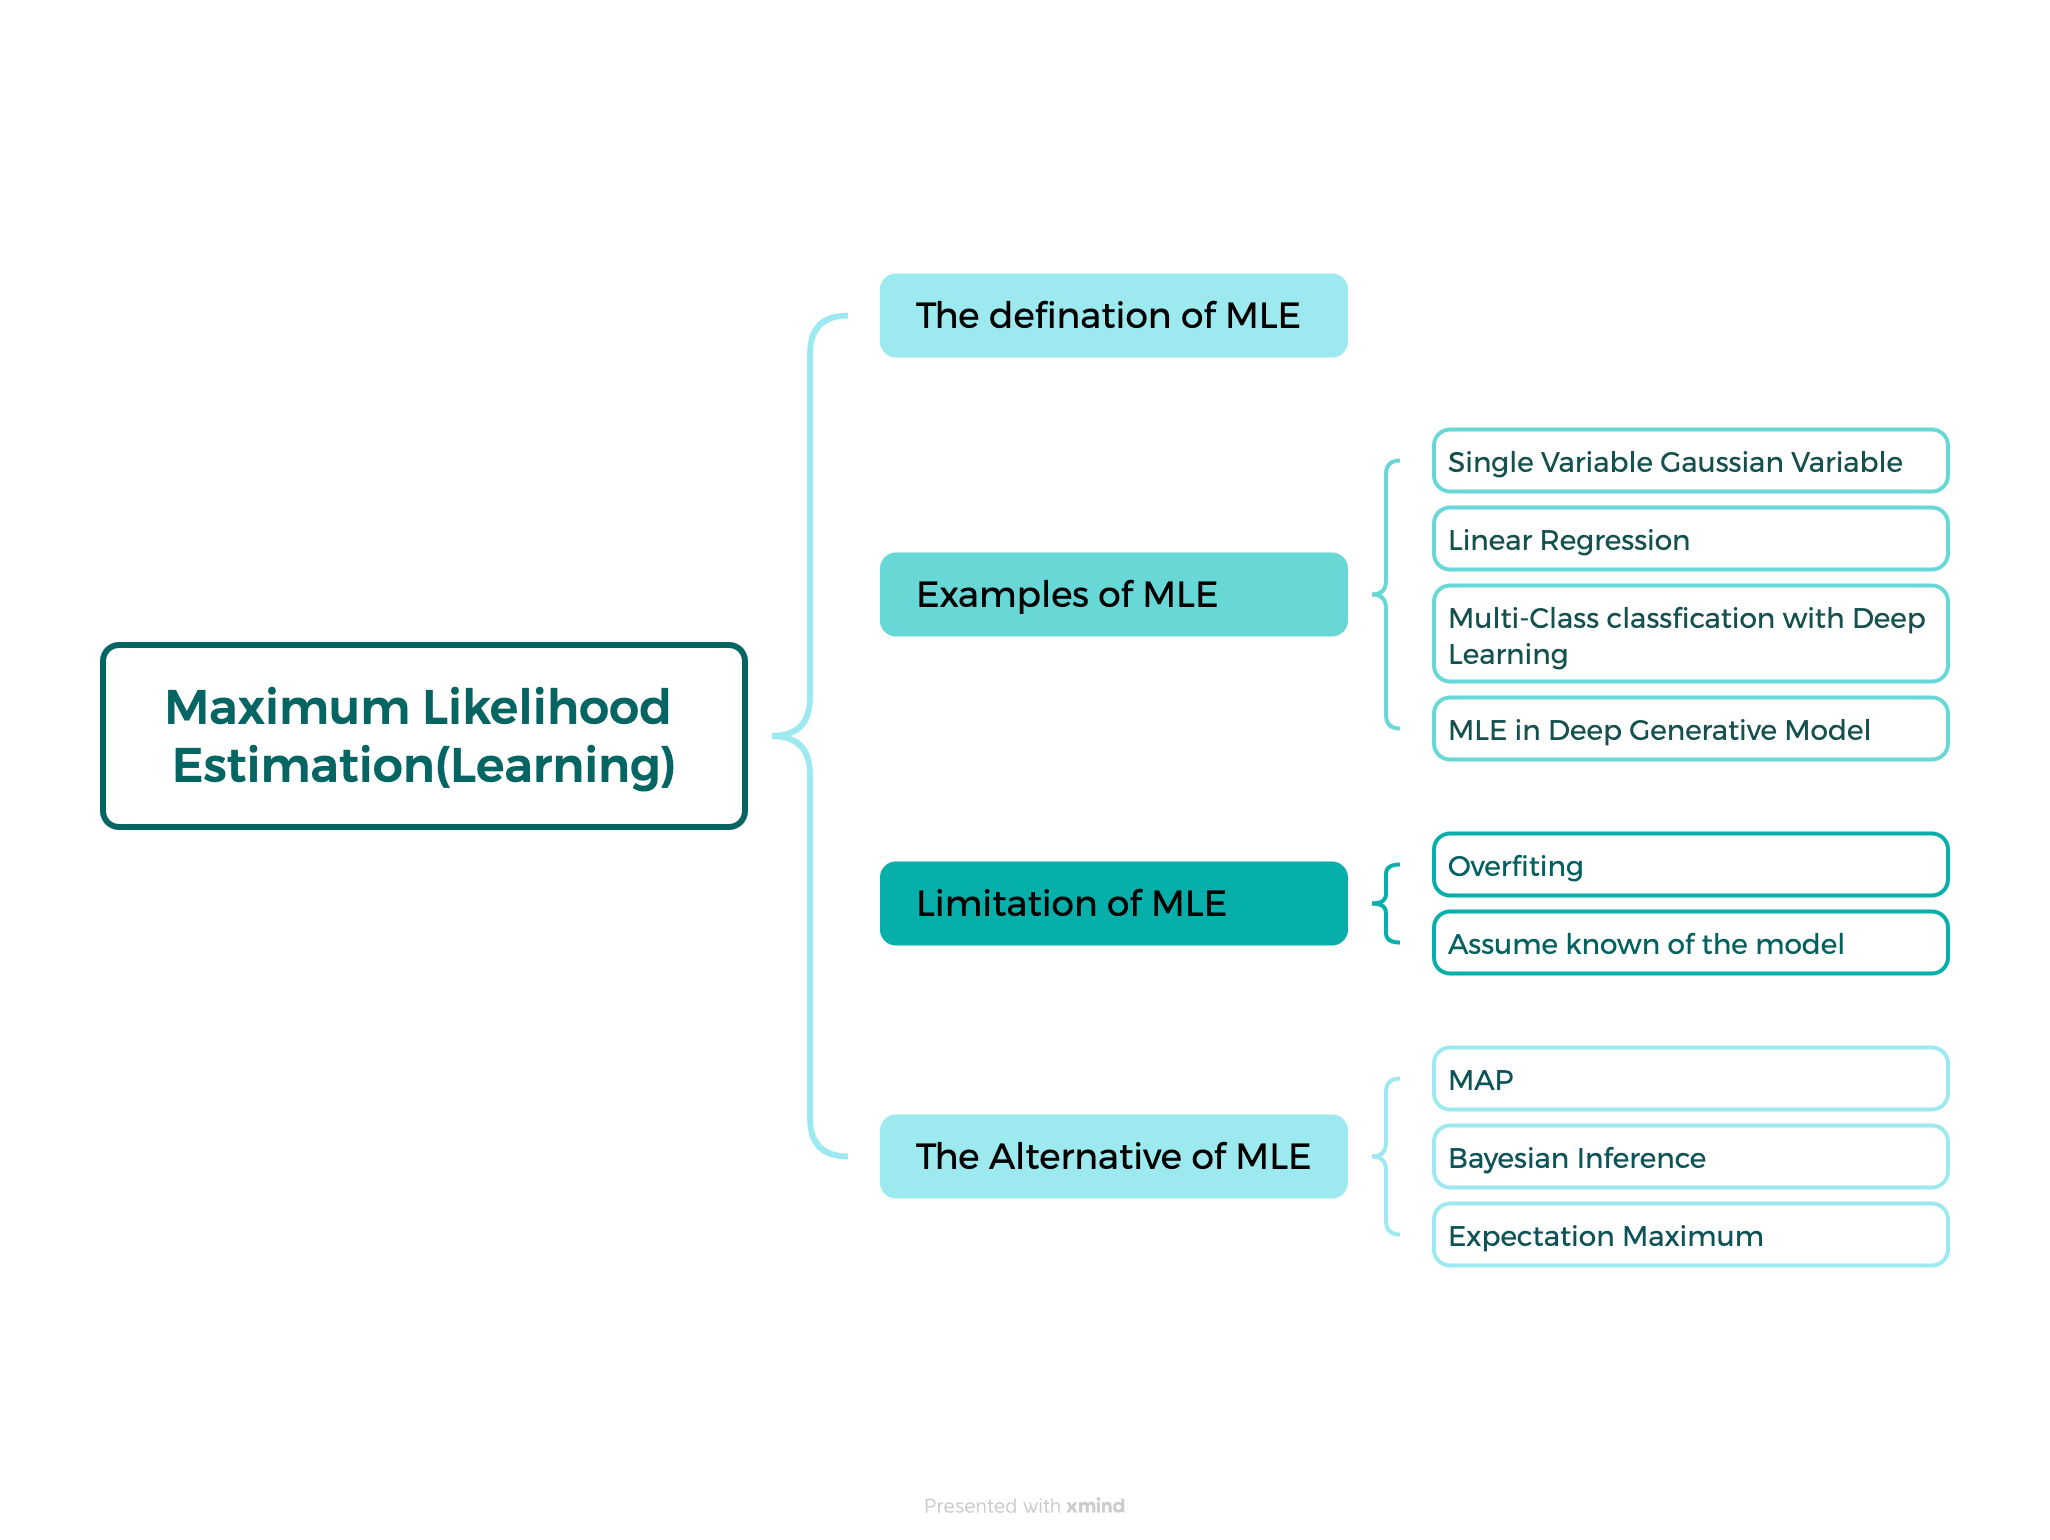 Maximum Likelihood
Estimation(Learning)
The defination of MLE
Examples of MLE
Single Variable Gaussian Variable
Linear Regression
Multi-Class classfication with Deep
Learning
MLE in Deep Generative Model
Limitation of MLE
Overfiting
Assume known of the model
The Alternative of MLE
MAP
Bayesian Inference
Expectation Maximum
Presented with xmind